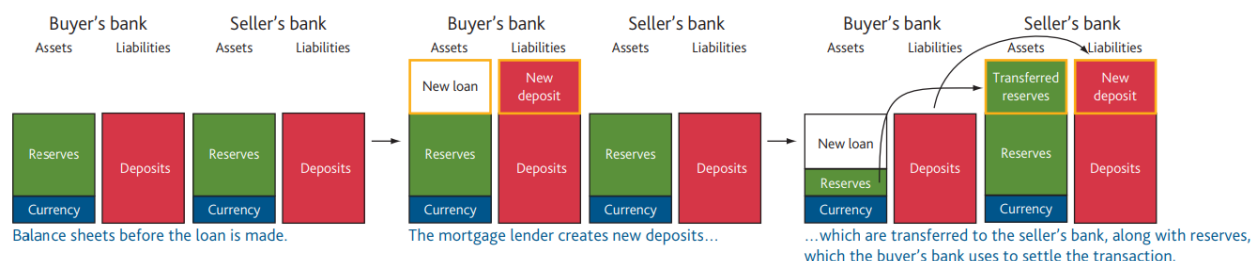 Buyer's bank
Seller's bank
Assets
Liabilities
Assets
Liabilities
Reserves
Currency
Deposits
Reserves
Currency
Deposits
Balance sheets before the loan is made.
Buyer's bank
Seller's bank
Assets
Liabilities
Assets
Liabilities
New loan
New
deposit
Reserves
Currency
Deposits
Reserves
Currency
Deposits
The mortgage lender creates new deposits…
Buyer's bank
Seller's bank
Assets
Liabilities
Assets
Liabilities
New loan
Reserves
Currency
Deposits
Transferred
reserves
New
deposit
Reserves
Currency
Deposits
…which are transferred to the seller's bank, along with reserves,
which the buyer's bank uses to settle the transaction.